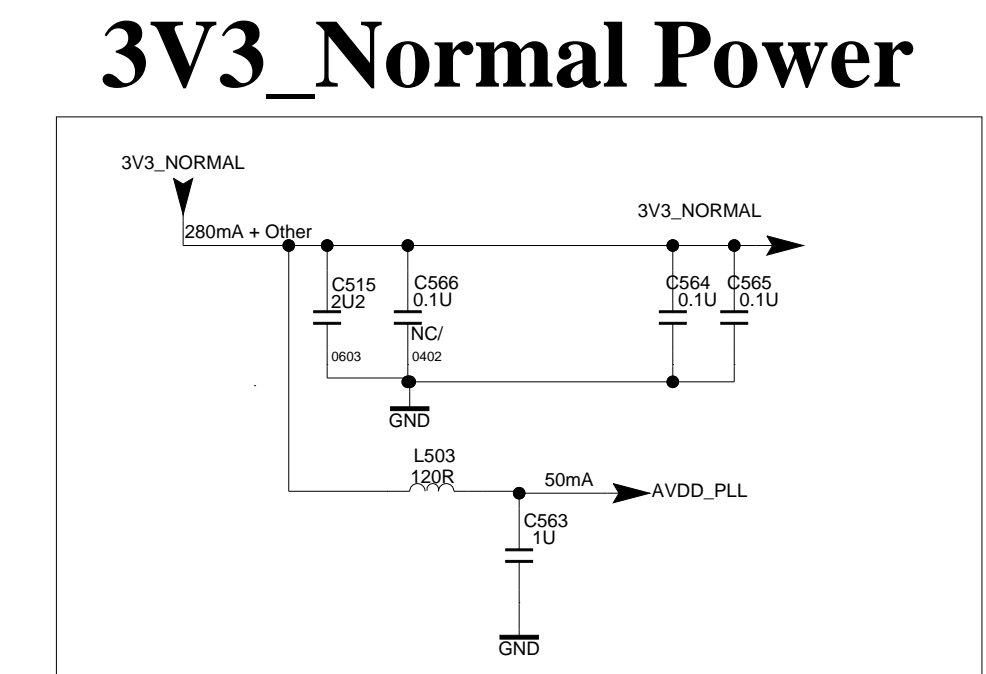 3V3_Normal Power
3V3_NORMAL
280mA + Other
3V3_NORMAL
C515
2U2
0603
C566
0.1U
NC/
0402
C564
0.1U
C565
0.1U
GND
L503
120R
50mA
AVDD_PLL
C563
1U
GND